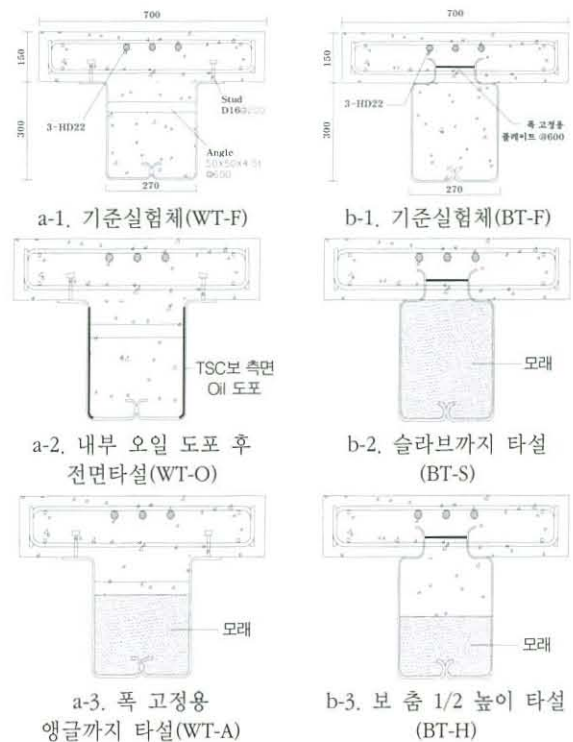 700
700
150
300
150
300
3-HD22
Stud
D16@200
Angle
50x50x4.5t
@600
270
3-HD22
폭 고정용
플레이트 @600
270
a-1. 기준실험체(WT-F)
b-1. 기준실험체(BT-F)
TSC보 측면
Oil 도포
모래
a-2. 내부 오일 도포 후
전면타설(WT-O)
b-2. 슬라브까지 타설
(BT-S)
모래
모래
a-3. 폭 고정용
앵글까지 타설(WT-A)
b-3. 보 춤 1/2 높이 타설
(BT-H)